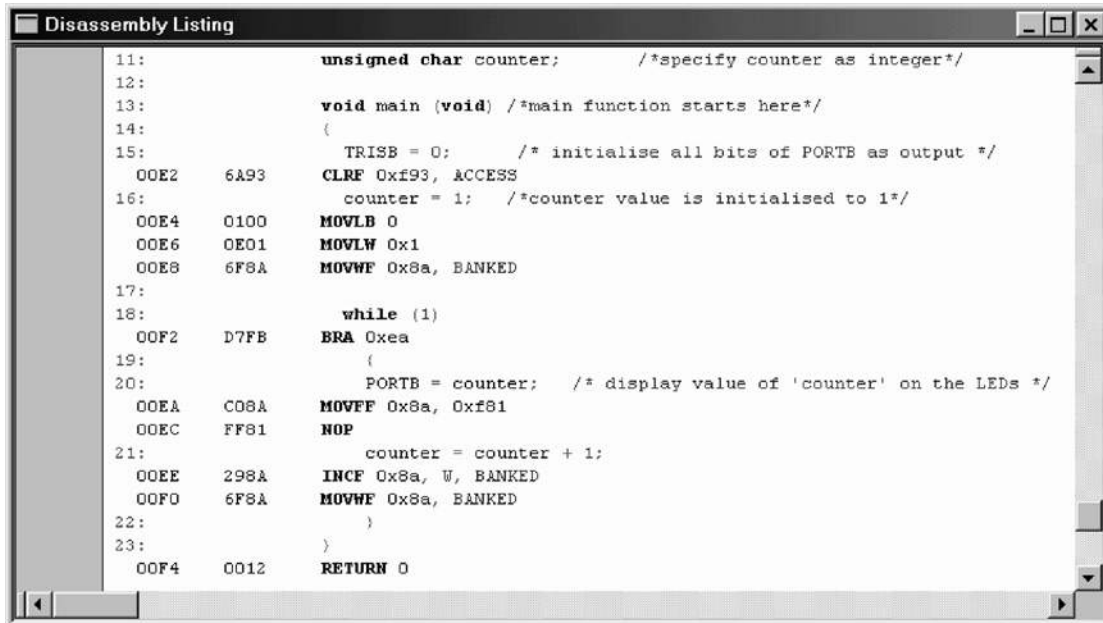 Disassembly Listing
11: unsigned char counter; /*specify counter as integer*/
12:
13: void main (void) /*main function starts here*/
14: {
15: TRISB = 0; /* initialise all bits of PORTB as output */
00E2 6A93 CLRF 0xf93, ACCESS
16: counter = 1; /*counter value is initialised to 1*/
00E4 0100 MOVLB 0
00E6 0E01 MOVLW 0x1
00E8 6F8A MOVWF 0x8a, BANKED
17:
18: while (1)
00F2 D7FB BRA 0xea
19: {
20: PORTB = counter; /* display value of 'counter' on the LEDs */
00EA C08A MOVFF 0x8a, 0xf81
00EC FF81 NOP
21: counter = counter + 1;
00EE 298A INCF 0x8a, W, BANKED
00F0 6F8A MOVWF 0x8a, BANKED
22: }
23: }
00F4 0012 RETURN 0